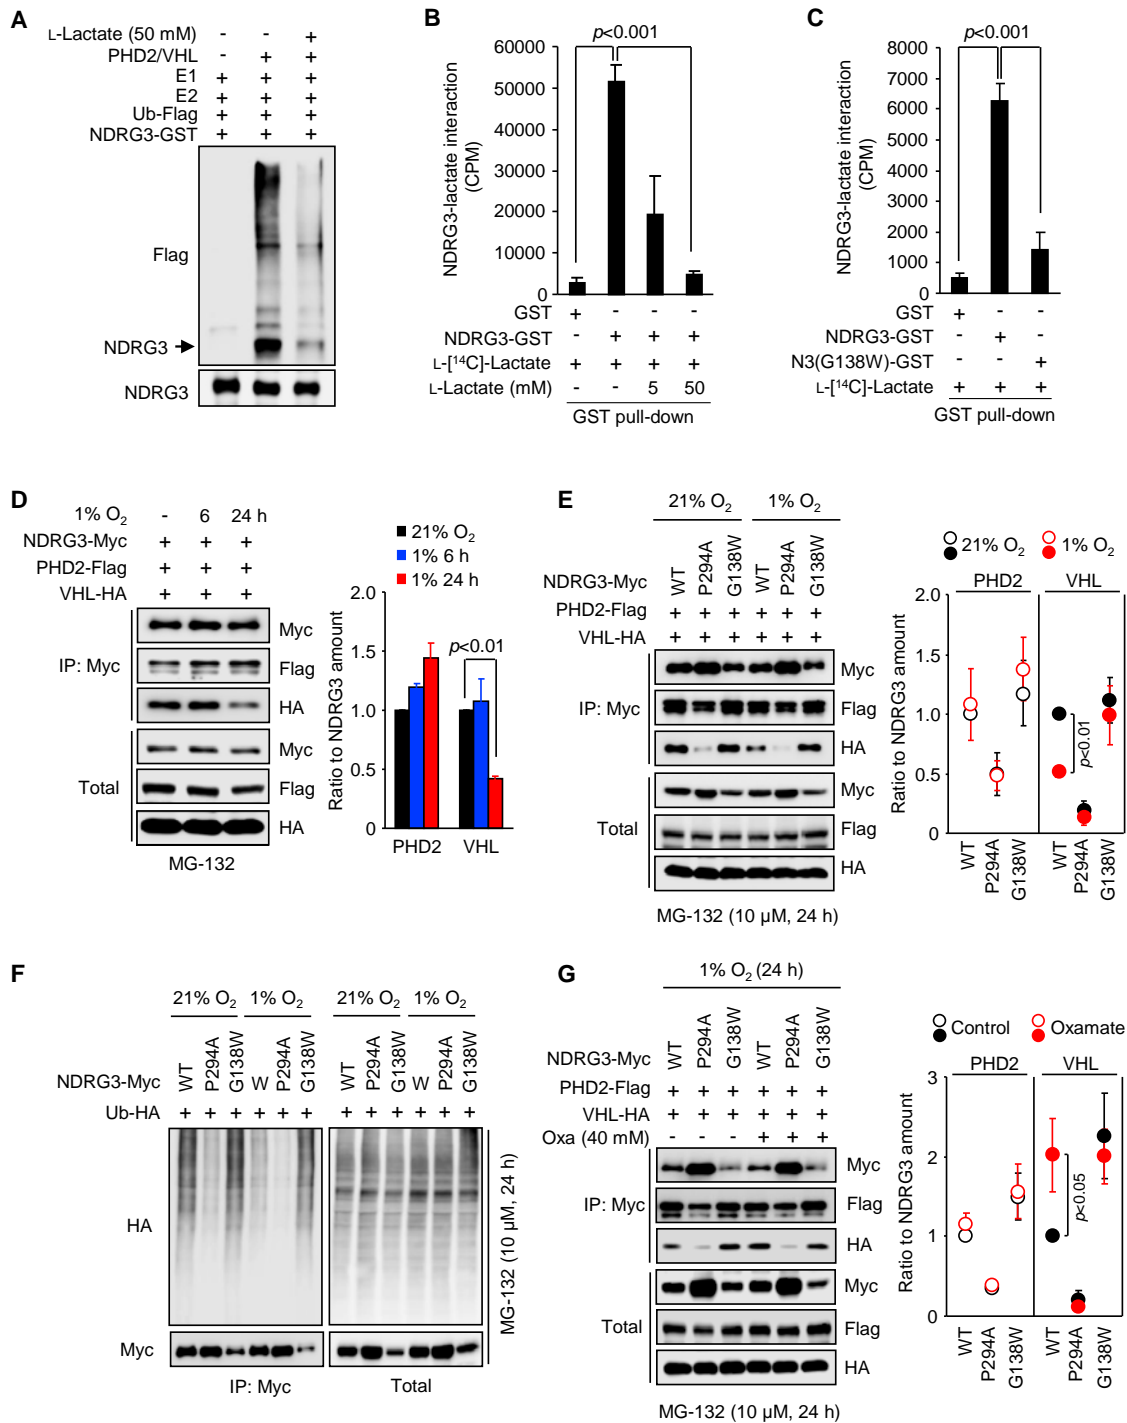 A
L-Lactate (50 mM) - - +
PHD2/VHL - + +
E1 + + +
E2 + + +
Ub-Flag + + +
NDRG3-GST + + +
Flag
NDRG3
NDRG3
B
NDRG3-lactate interaction (CPM)
60000
50000
40000
30000
20000
10000
0
p<0.001
GST + - - -
NDRG3-GST - + + +
L-[14C]-Lactate + + + +
L-Lactate (mM) - - 5 50
GST pull-down
C
NDRG3-lactate interaction (CPM)
8000
7000
6000
5000
4000
3000
2000
1000
0
p<0.001
GST + - -
NDRG3-GST - + -
N3(G138W)-GST - - +
L-[14C]-Lactate + + +
GST pull-down
D
1% O2 - 6 24 h
NDRG3-Myc + + +
PHD2-Flag + + +
VHL-HA + + +
IP: Myc
Myc
Flag
HA
Total
Myc
Flag
HA
MG-132
21% O2
1% 6 h
1% 24 h
Ratio to NDRG3 amount
2.0
1.5
1.0
0.5
0
p<0.01
PHD2 VHL
E
21% O2 1% O2
NDRG3-Myc WT P294A G138W WT P294A G138W
PHD2-Flag + + + + + +
VHL-HA + + + + + +
IP: Myc
Myc
Flag
HA
Total
Myc
Flag
HA
MG-132 (10 µM, 24 h)
21% O2 1% O2
PHD2 VHL
Ratio to NDRG3 amount
2.0
1.5
1.0
0.5
0
p<0.01
WT P294A G138W WT P294A G138W
F
21% O2 1% O2 21% O2 1% O2
NDRG3-Myc WT P294A G138W W P294A G138W WT P294A G138W W P294A G138W
Ub-HA + + + + + + + + + + + +
HA
Myc
IP: Myc Total
MG-132 (10 µM, 24 h)
G
1% O2 (24 h)
NDRG3-Myc WT P294A G138W WT P294A G138W
PHD2-Flag + + + + + +
VHL-HA + + + + + +
Oxa (40 mM) - - - + + +
IP: Myc
Myc
Flag
HA
Total
Myc
Flag
HA
MG-132 (10 µM, 24 h)
Control Oxamate
PHD2 VHL
Ratio to NDRG3 amount
3
2
1
0
p<0.05
WT P294A G138W WT P294A G138W